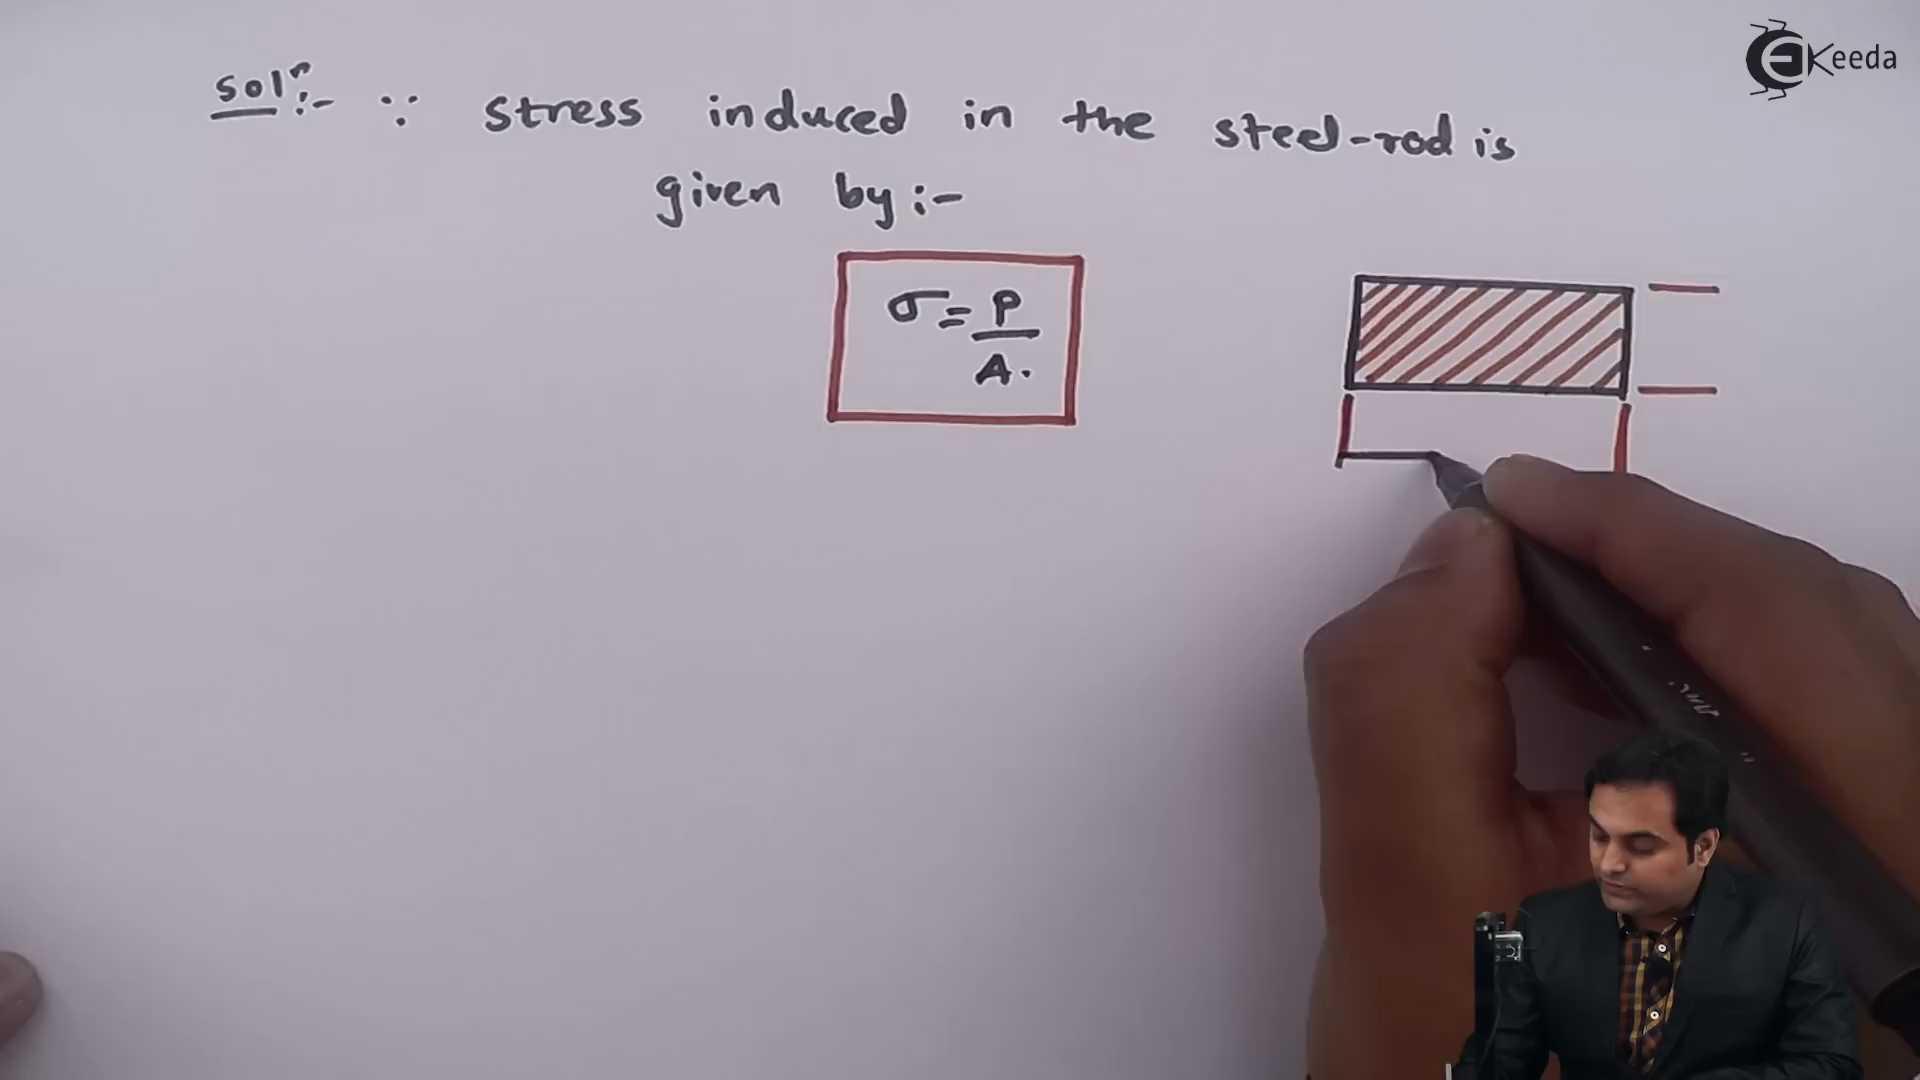 solⁿ:- ∵ stress induced in the steel-rod is
given by:-
σ = P
A.
EKeeda